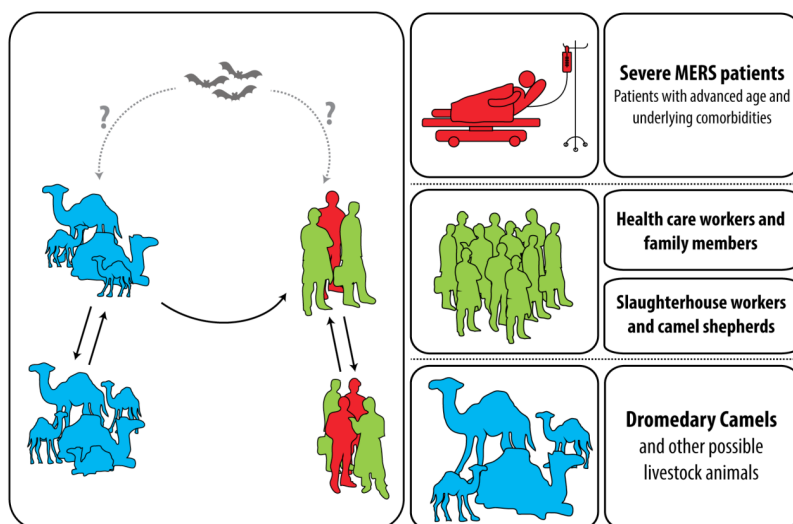 ?
?
Severe MERS patients
Patients with advanced age and
underlying comorbidities
Health care workers and
family members
Slaughterhouse workers
and camel shepherds
Dromedary Camels
and other possible
livestock animals